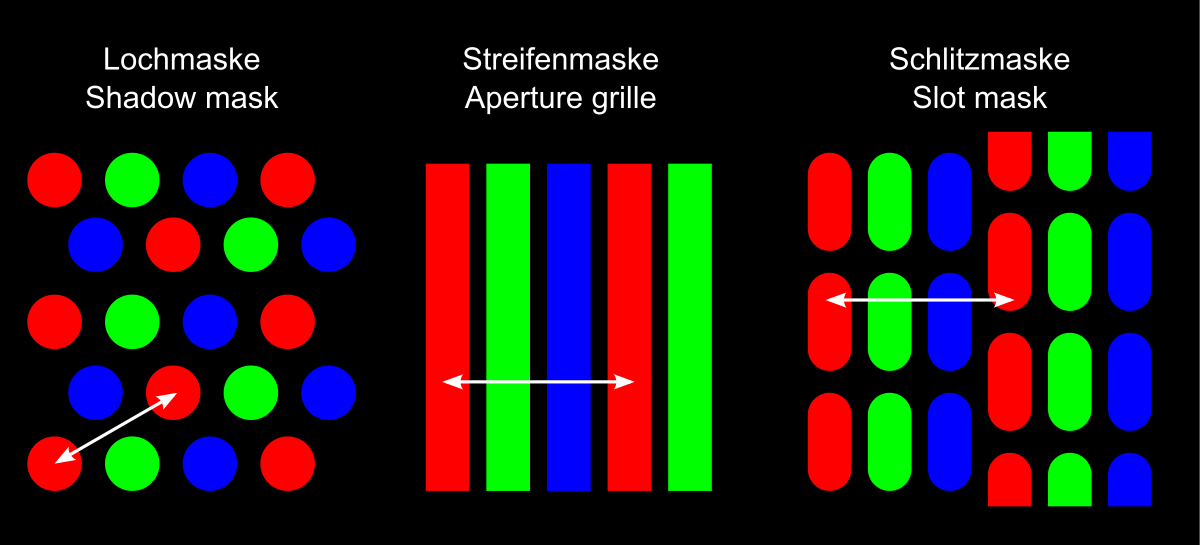 Lochmaske
Shadow mask
Streifenmaske
Aperture grille
Schlitzmaske
Slot mask